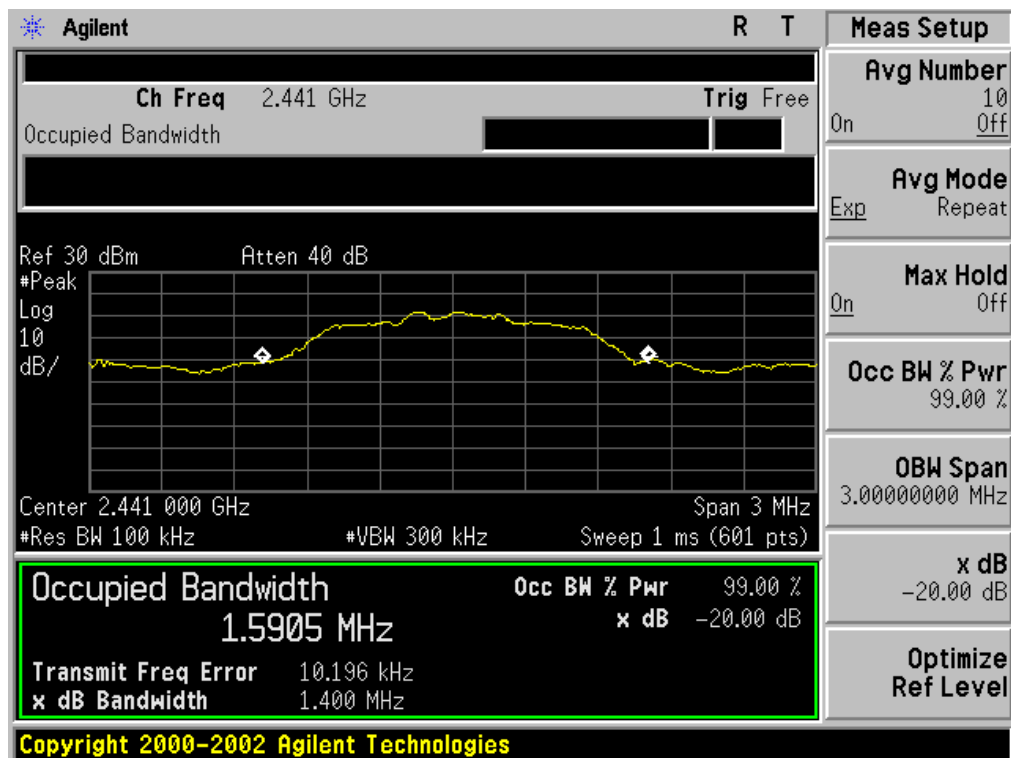 Agilent R T
Ch Freq 2.441 GHz Trig Free
Occupied Bandwidth
Ref 30 dBm Atten 40 dB
#Peak
Log
10
dB/
Center 2.441 000 GHz Span 3 MHz
#Res BW 100 kHz #VBW 300 kHz Sweep 1 ms (601 pts)
Occupied Bandwidth
1.5905 MHz
Occ BW % Pwr 99.00 %
x dB -20.00 dB
Transmit Freq Error 10.196 kHz
x dB Bandwidth 1.400 MHz
Copyright 2000-2002 Agilent Technologies
Meas Setup
Avg Number
10
On Off
Avg Mode
Exp Repeat
Max Hold
On Off
Occ BW % Pwr
99.00 %
OBW Span
3.00000000 MHz
x dB
-20.00 dB
Optimize
Ref Level